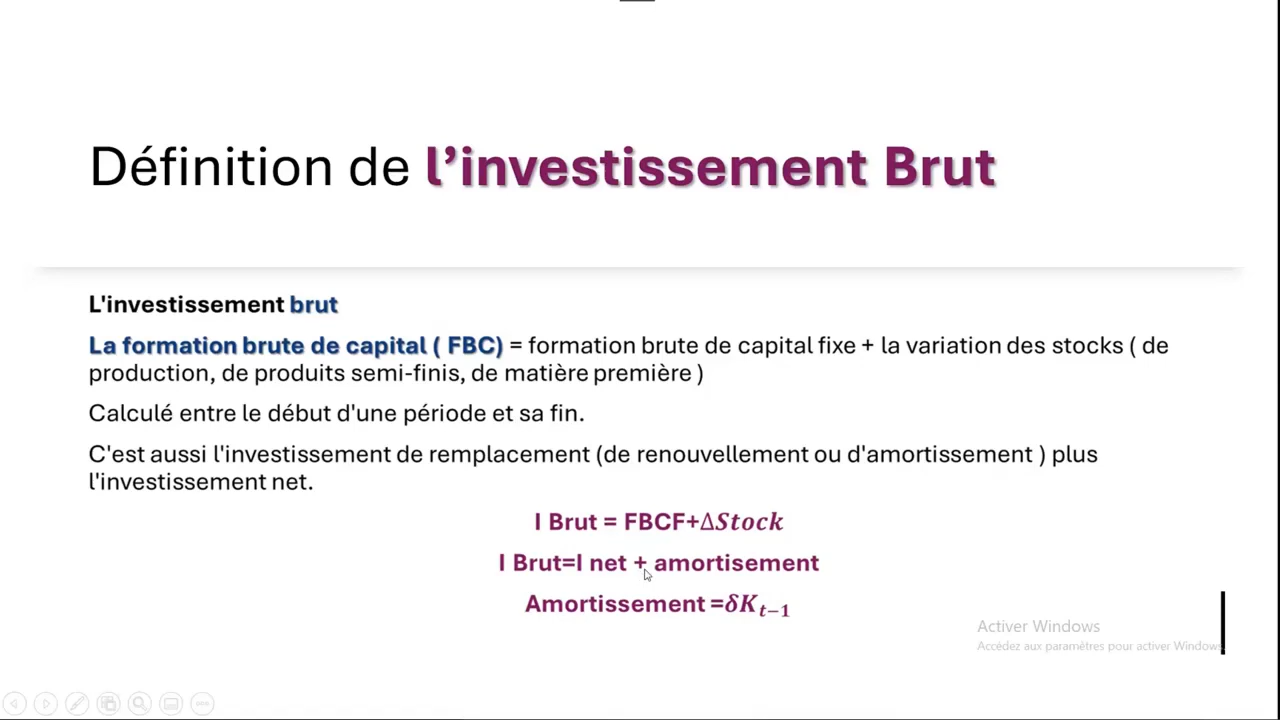 Définition de l’investissement Brut
L'investissement brut
La formation brute de capital ( FBC) = formation brute de capital fixe + la variation des stocks ( de
production, de produits semi-finis, de matière première )
Calculé entre le début d'une période et sa fin.
C'est aussi l'investissement de remplacement (de renouvellement ou d'amortissement ) plus
l'investissement net.
I Brut = FBCF+ΔStock
I Brut=I net + amortisement
Amortissement =δK_{t−1}
Activer Windows
Accédez aux paramètres pour activer Windows.